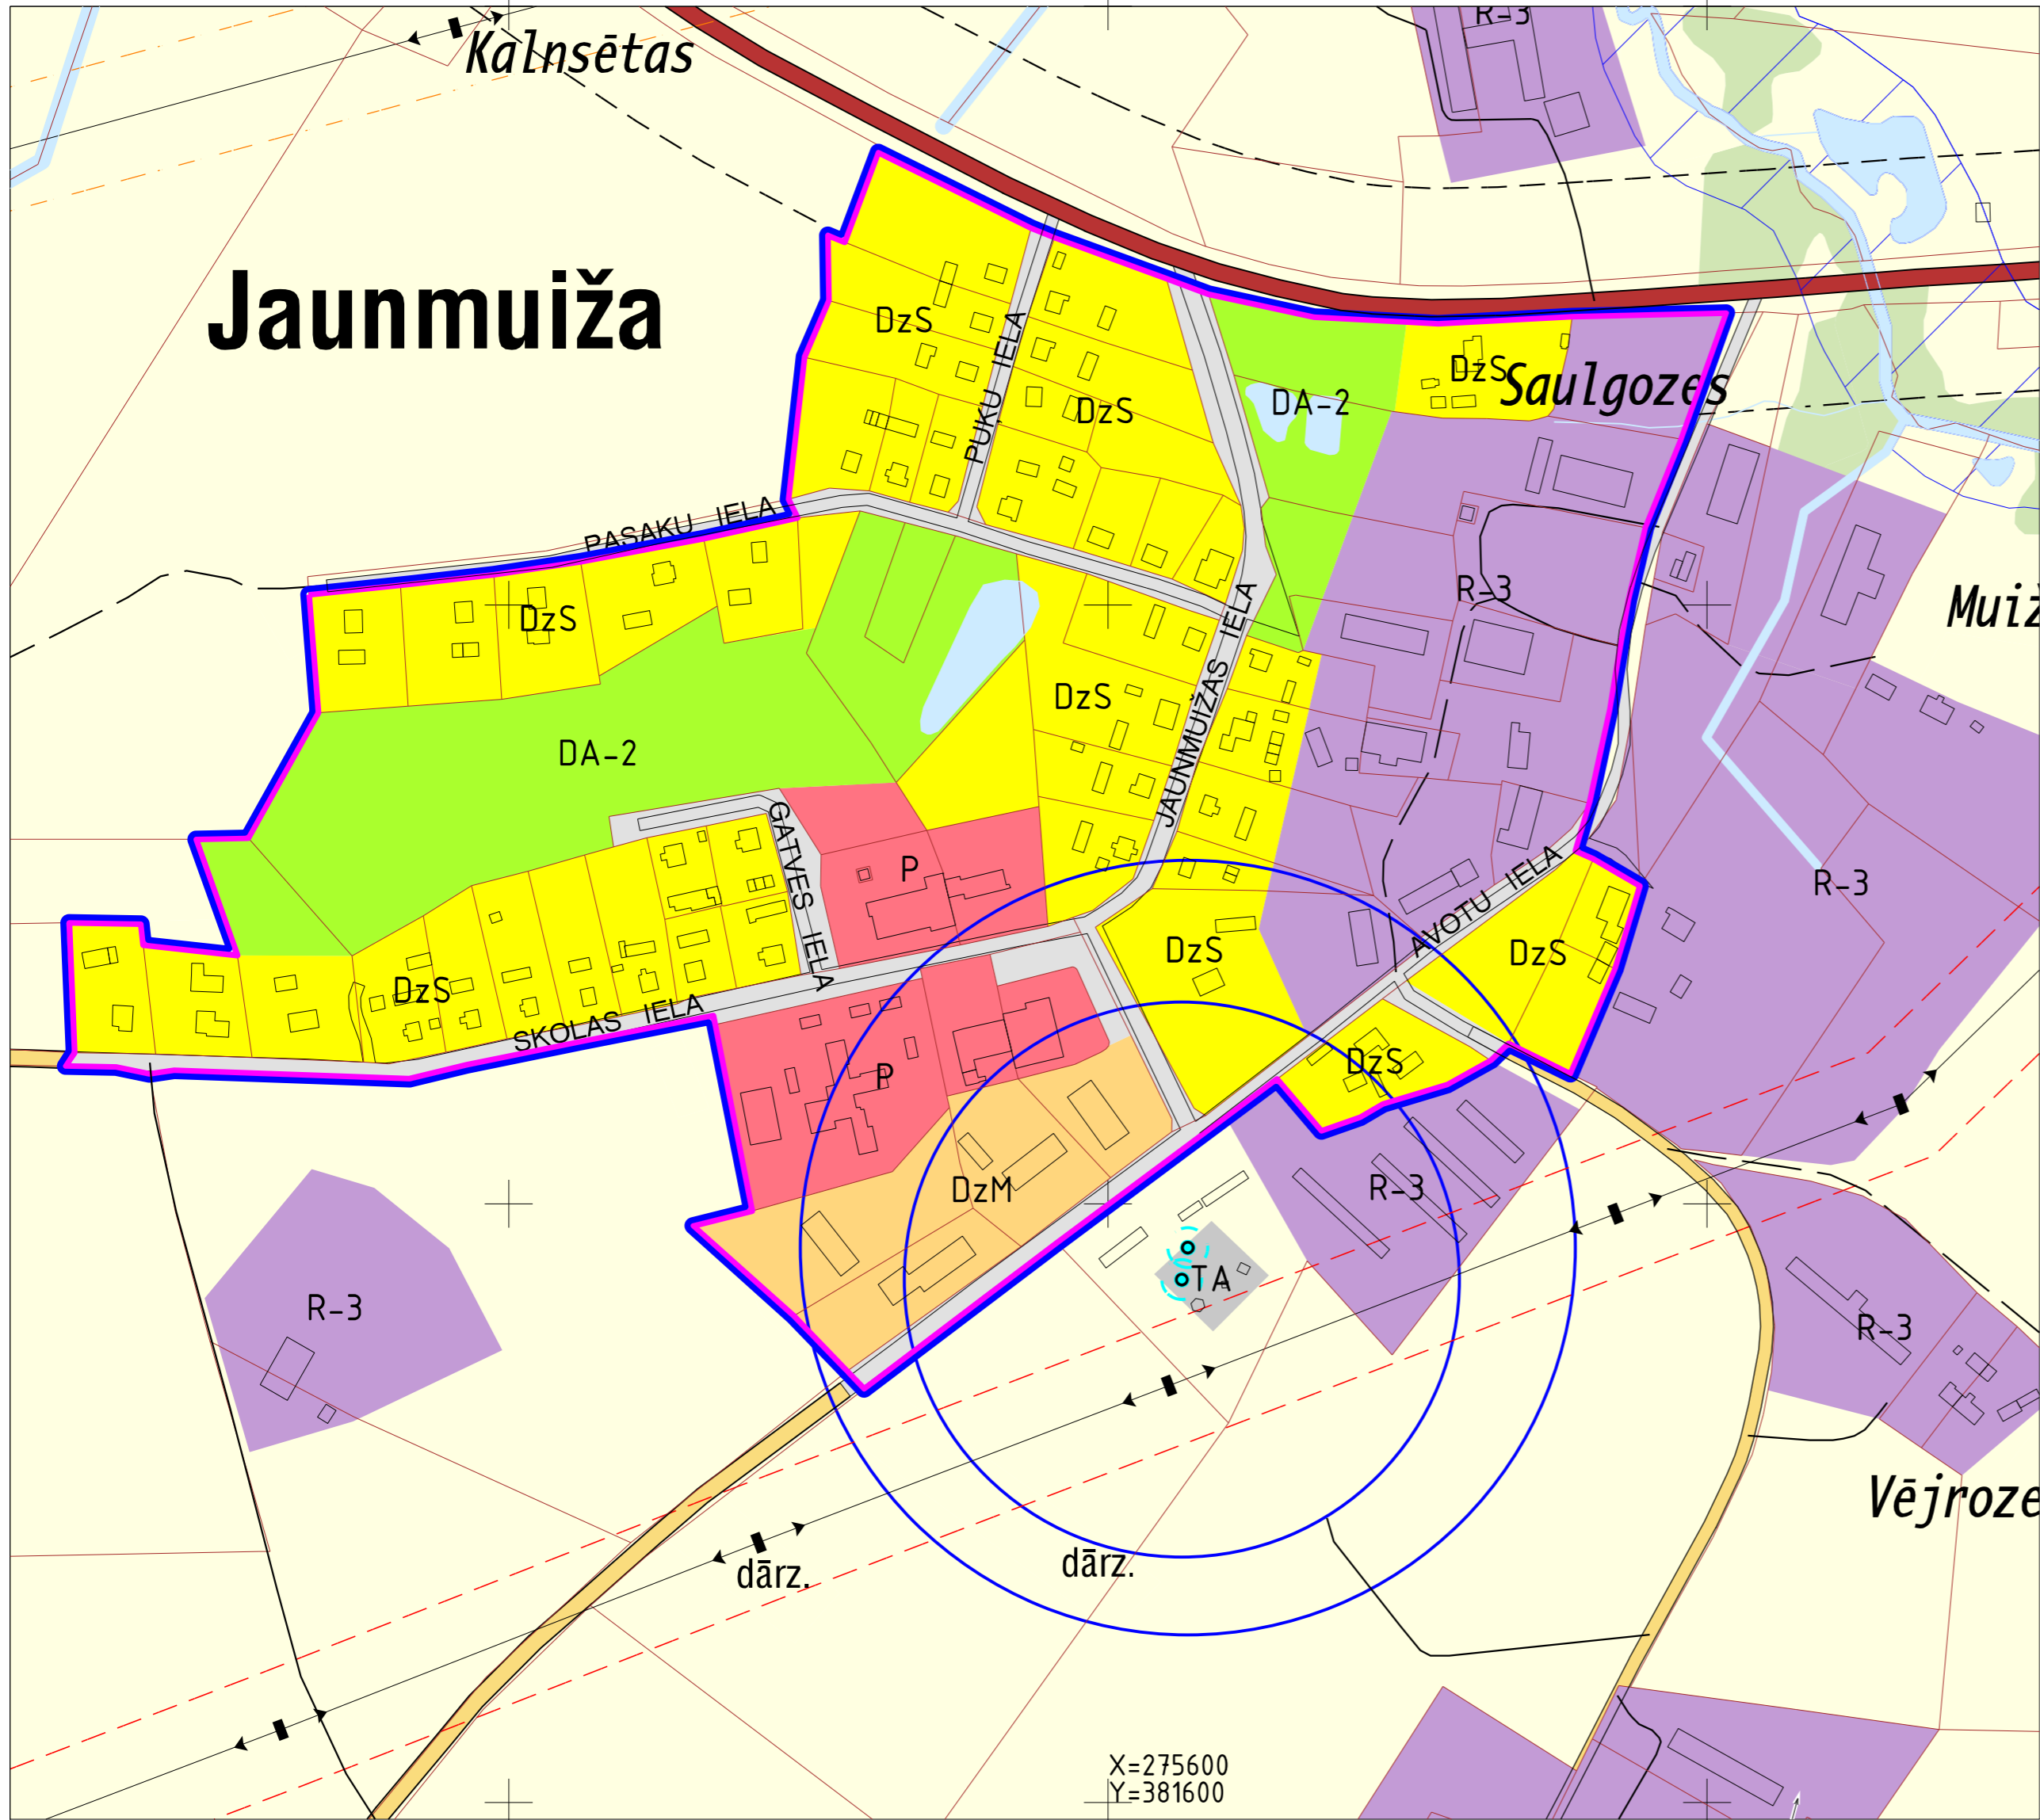 R-3
Kalnsētas
Jaunmuiža
DzS
PUĶU IELA
DzS
DA-2
DzS
Saulgozes
PASAKU IELA
DzS
R-3
JAUNMUIŽAS IELA
DzS
DA-2
GATVES IELA
P
R-3
AVOTU IELA
DzS
DzS
DzS
SKOLAS IELA
DzS
P
DzM
R-3
TA
R-3
R-3
dārz.
dārz.
X=275600
Y=381600